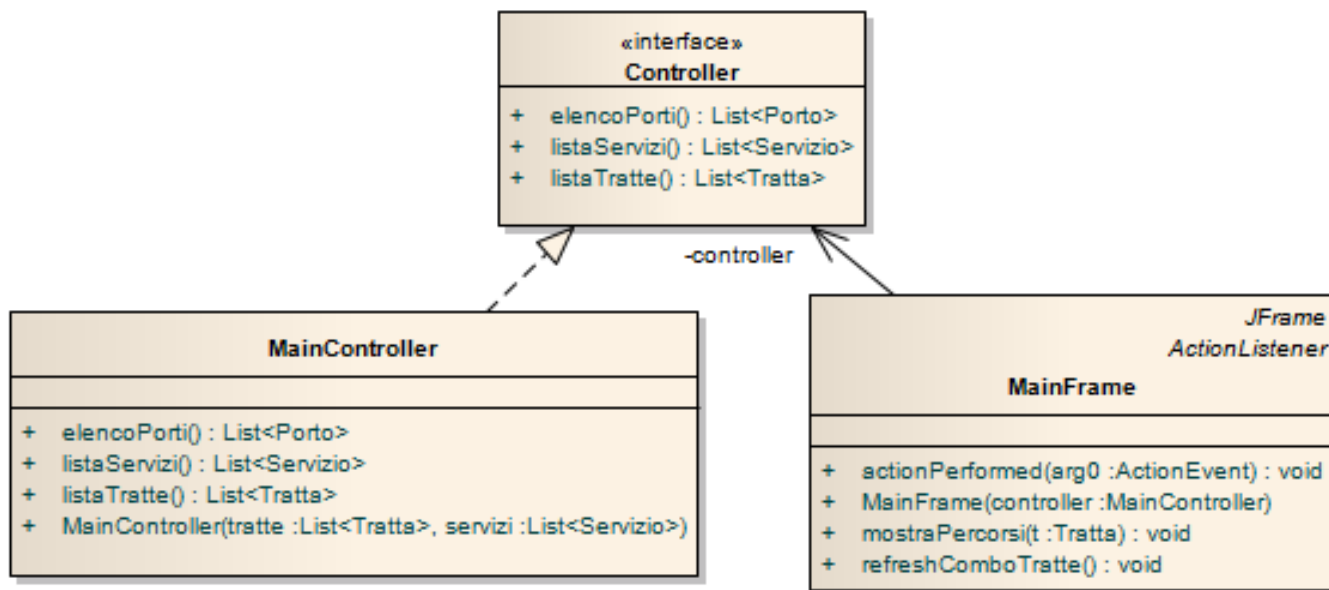 «interface»
Controller
+ elencoPorti() : List<Porto>
+ listaServizi() : List<Servizio>
+ listaTratte() : List<Tratta>
-controller
MainController
+ elencoPorti() : List<Porto>
+ listaServizi() : List<Servizio>
+ listaTratte() : List<Tratta>
+ MainController(tratte :List<Tratta>, servizi :List<Servizio>)
JFrame
ActionListener
MainFrame
+ actionPerformed(arg0 :ActionEvent) : void
+ MainFrame(controller :MainController)
+ mostraPercorsi(t :Tratta) : void
+ refreshComboTratte() : void